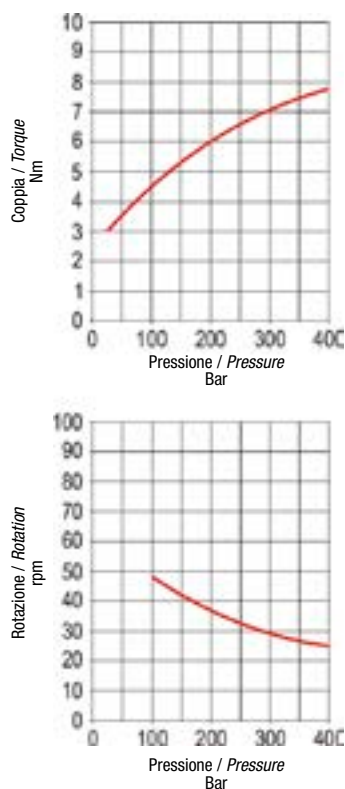 Coppia / Torque
Nm
10
9
8
7
6
5
4
3
2
1
0
0 100 200 300 400
Pressione / Pressure
Bar
Rotazione / Rotation
rpm
100
90
80
70
60
50
40
30
20
10
0
0 100 200 300 400
Pressione / Pressure
Bar